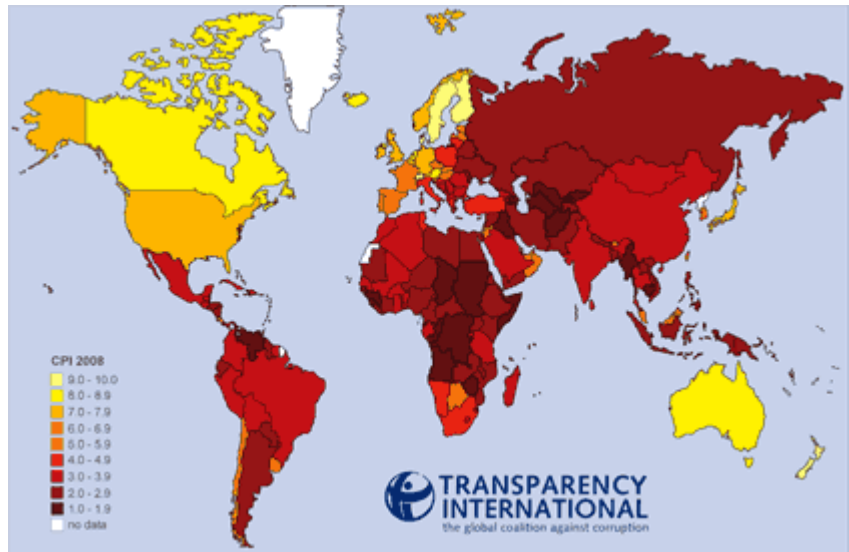 CPI 2008
9.0 - 10.0
8.0 - 8.9
7.0 - 7.9
6.0 - 6.9
5.0 - 5.9
4.0 - 4.9
3.0 - 3.9
2.0 - 2.9
1.0 - 1.9
no data
TRANSPARENCY
INTERNATIONAL
the global coalition against corruption